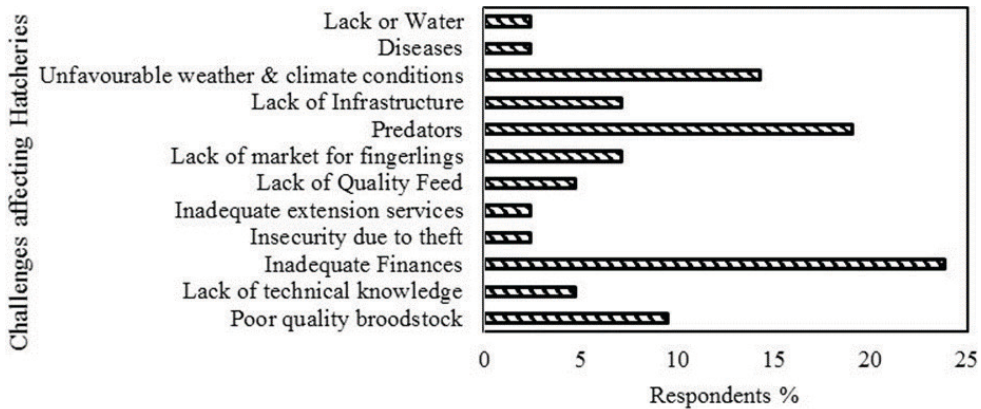 Challenges affecting Hatcheries
Lack or Water
Diseases
Unfavourable weather & climate conditions
Lack of Infrastructure
Predators
Lack of market for fingerlings
Lack of Quality Feed
Inadequate extension services
Insecurity due to theft
Inadequate Finances
Lack of technical knowledge
Poor quality broodstock
0 5 10 15 20 25
Respondents %